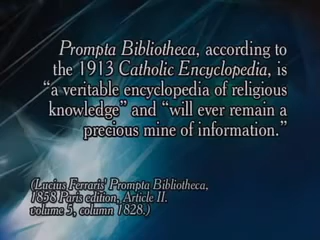 Prompta Bibliotheca, according to
the 1913 Catholic Encyclopedia, is
“a veritable encyclopedia of religious
knowledge” and “will ever remain a
precious mine of information.”
(Lucius Ferraris' Prompta Bibliotheca,
1858 Paris edition, Article II.
volume 5, column 1828.)